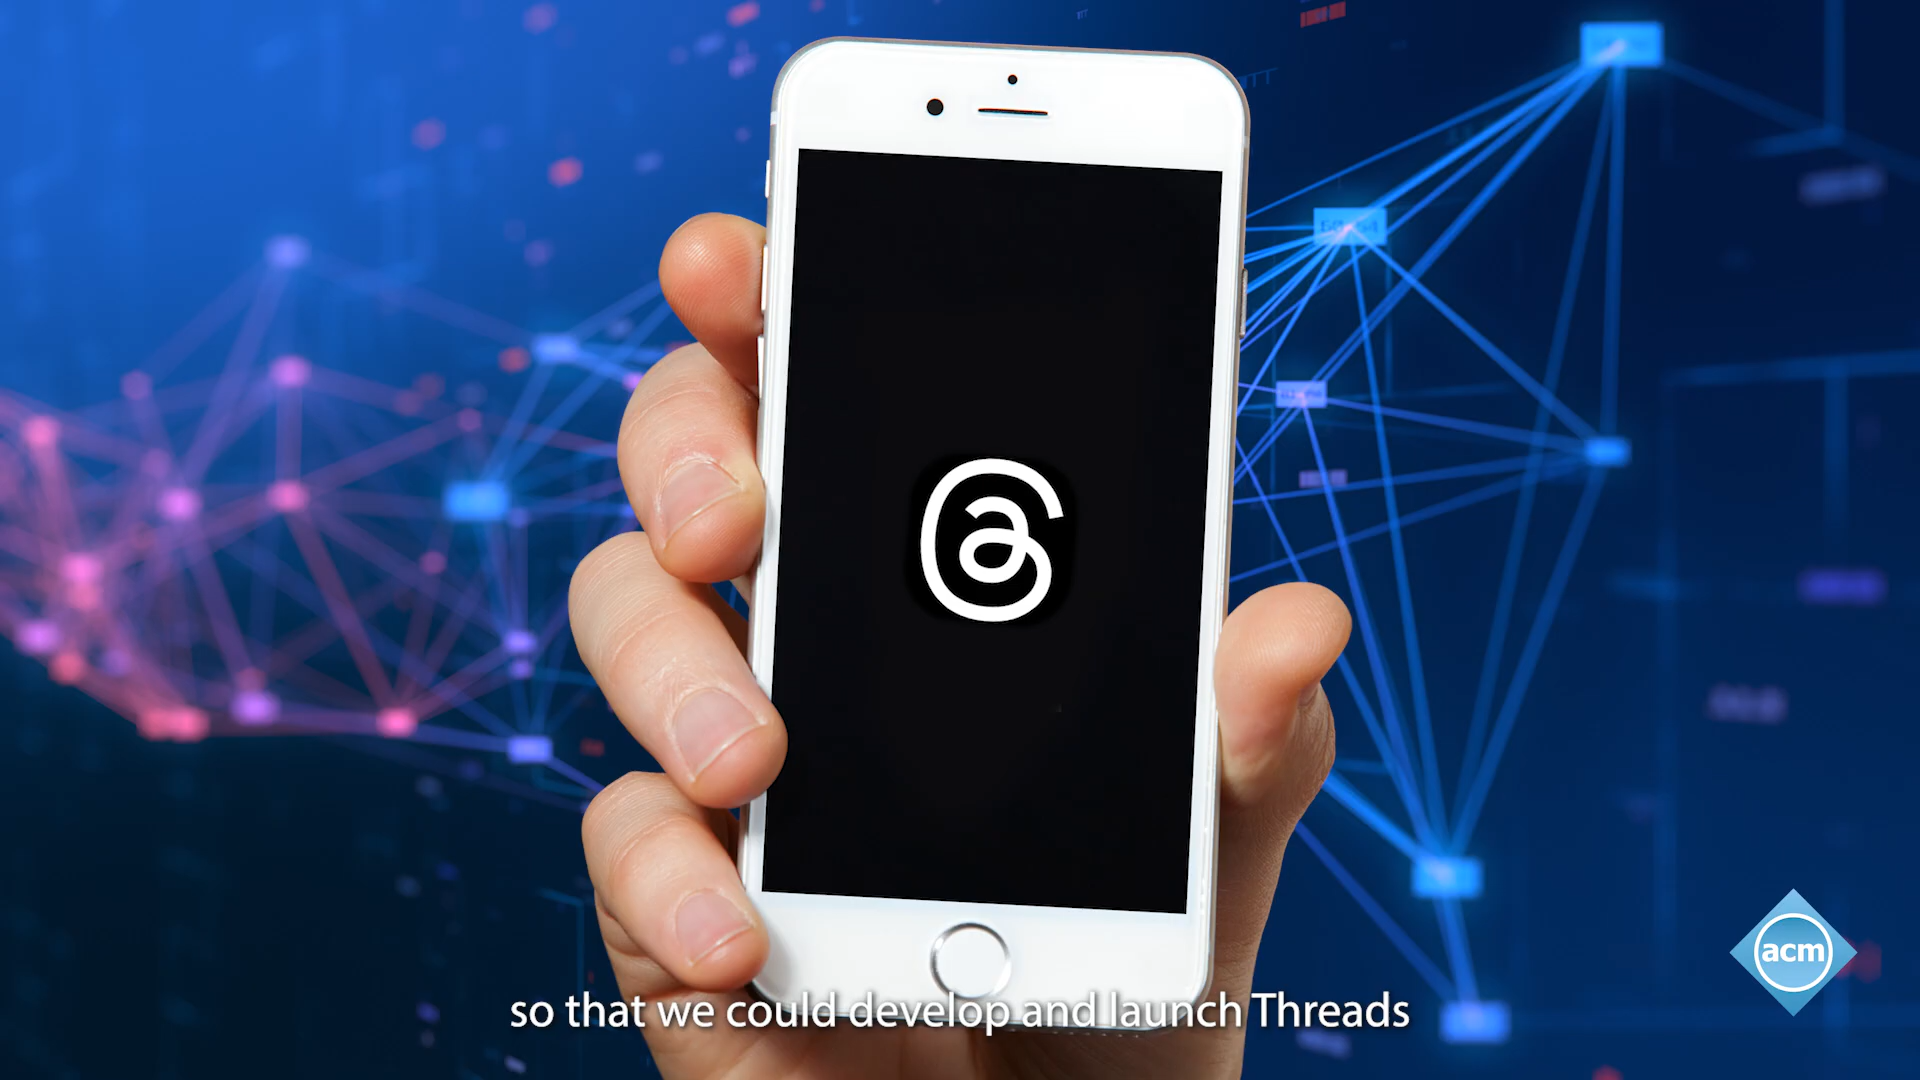 acm
so that we could develop and launch Threads